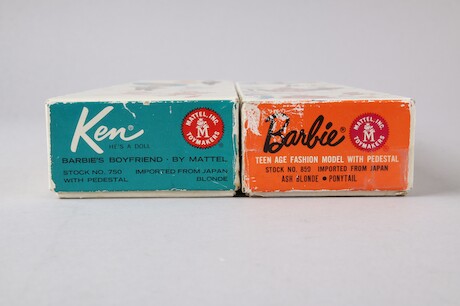 Ken®
HE'S A DOLL
MATTEL, INC.
M
TOYMAKERS
BARBIE'S BOYFRIEND · BY MATTEL
STOCK NO. 750 IMPORTED FROM JAPAN
WITH PEDESTAL BLONDE
Barbie®
MATTEL, INC.
M
TOYMAKERS
TEEN AGE FASHION MODEL WITH PEDESTAL
STOCK NO. 850 IMPORTED FROM JAPAN
ASH BLONDE • PONYTAIL